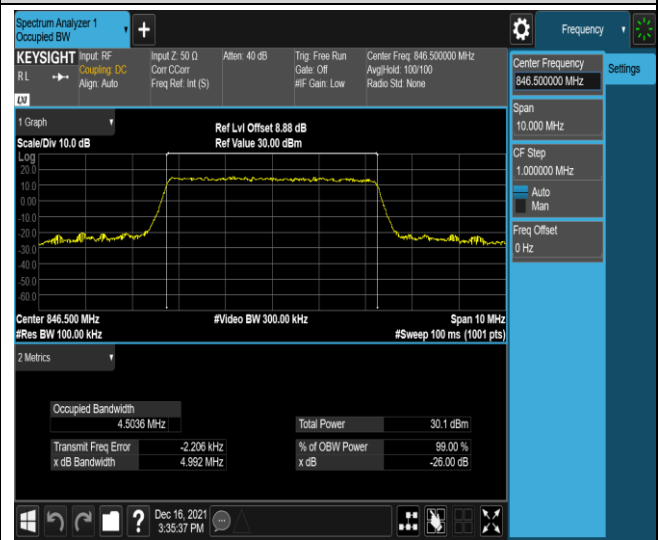 Spectrum Analyzer 1
Occupied BW
+
Frequency
KEYSIGHT
RL
LXI
Input: RF
Coupling: DC
Align: Auto
Input Z: 50 Ω
Corr CCorr
Freq Ref: Int (S)
Atten: 40 dB
Trig: Free Run
Gate: Off
#IF Gain: Low
Center Freq: 846.500000 MHz
Avg|Hold: 100/100
Radio Std: None
Center Frequency
846.500000 MHz
Settings
Span
10.000 MHz
CF Step
1.000000 MHz
Auto
Man
Freq Offset
0 Hz
1 Graph
Scale/Div 10.0 dB
Ref Lvl Offset 8.88 dB
Ref Value 30.00 dBm
Log
20.0
10.0
0.00
-10.0
-20.0
-30.0
-40.0
-50.0
-60.0
Center 846.500 MHz
#Video BW 300.00 kHz
Span 10 MHz
#Res BW 100.00 kHz
#Sweep 100 ms (1001 pts)
2 Metrics
Occupied Bandwidth
4.5036 MHz
Total Power 30.1 dBm
Transmit Freq Error -2.206 kHz
% of OBW Power 99.00 %
x dB Bandwidth 4.992 MHz
x dB -26.00 dB
?
Dec 16, 2021
3:35:37 PM